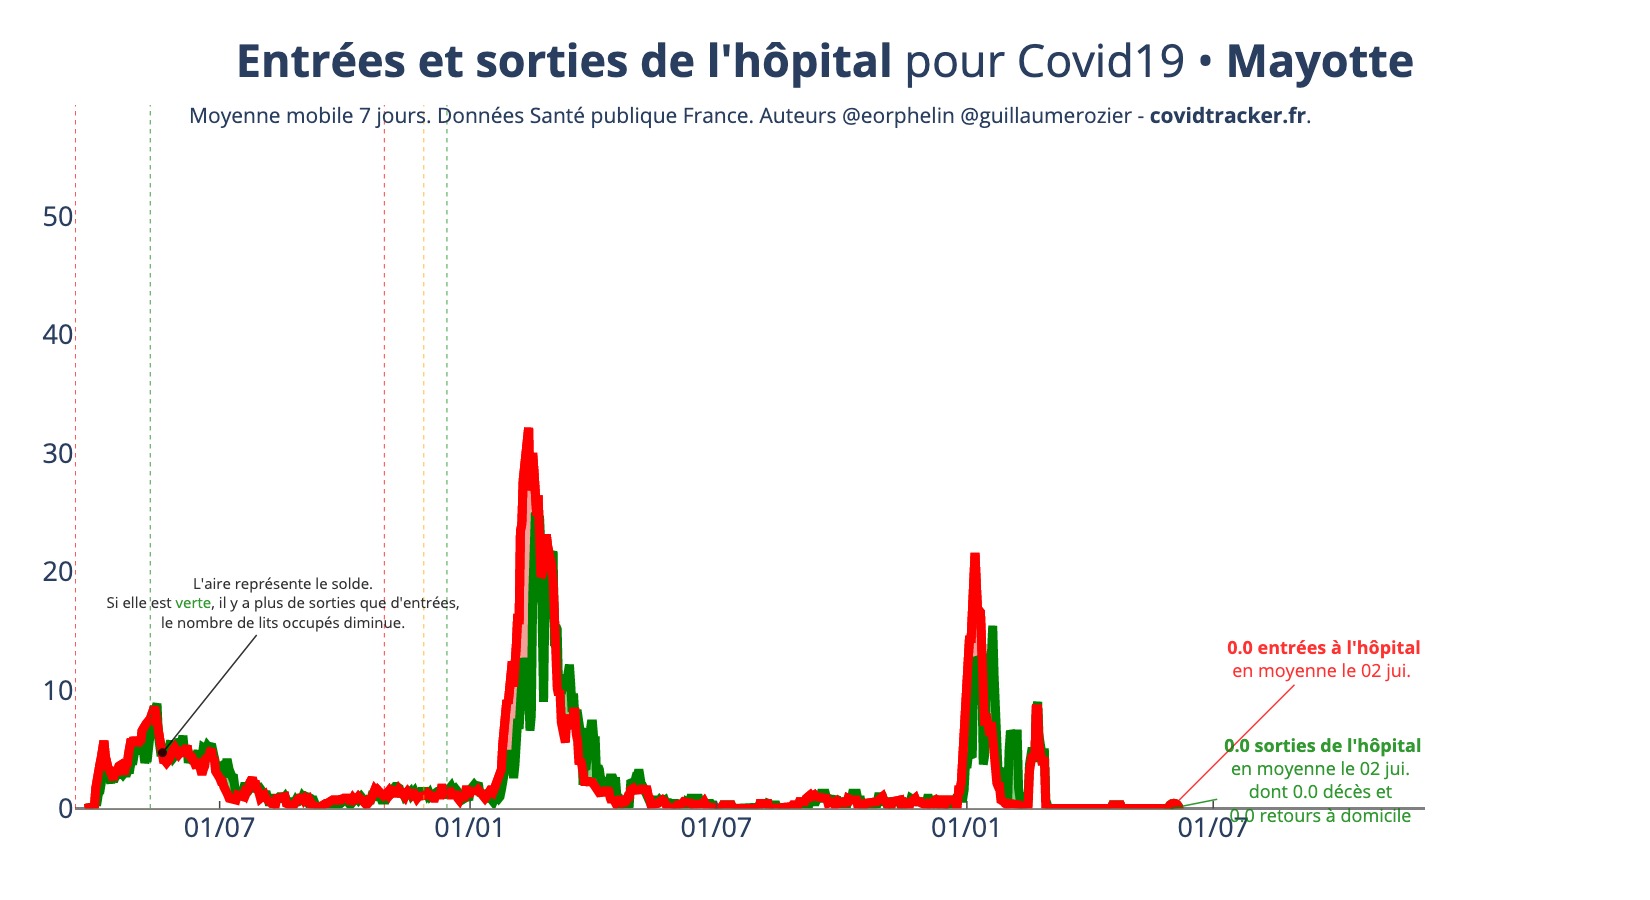 Entrées et sorties de l'hôpital pour Covid19 • Mayotte
Moyenne mobile 7 jours. Données Santé publique France. Auteurs @eorphelin @guillaumerozier - covidtracker.fr.
50
40
30
20
10
0
L'aire représente le solde.
Si elle est verte, il y a plus de sorties que d'entrées,
le nombre de lits occupés diminue.
0.0 entrées à l'hôpital
en moyenne le 02 jui.
0.0 sorties de l'hôpital
en moyenne le 02 jui.
dont 0.0 décès et
0.0 retours à domicile
01/07
01/01
01/07
01/01
01/07